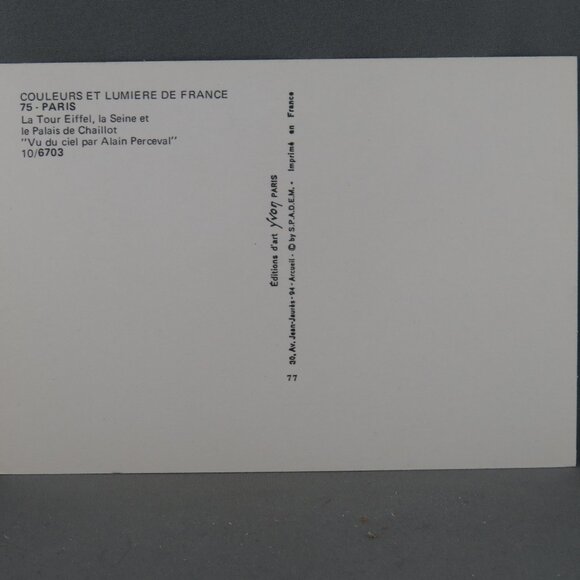 COULEURS ET LUMIERE DE FRANCE
75 - PARIS
La Tour Eiffel, la Seine et
le Palais de Chaillot
"Vu du ciel par Alain Perceval"
10/6703
Éditions d'art Yvon PARIS
30, Av. Jean-Jaurès - 94 - Arcueil - © by S.P.A.D.E.M. • Imprimé en France
77